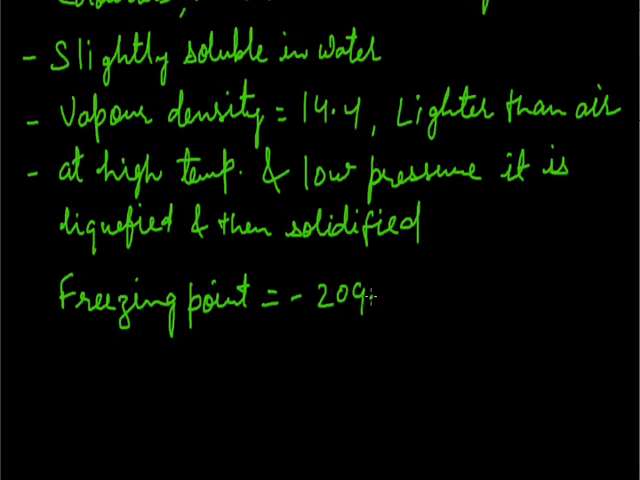 - Slightly soluble in water
- Vapour density = 14.4, Lighter than air
- at high temp. & low pressure it is
liquefied & then solidified
Freezing point = - 209.